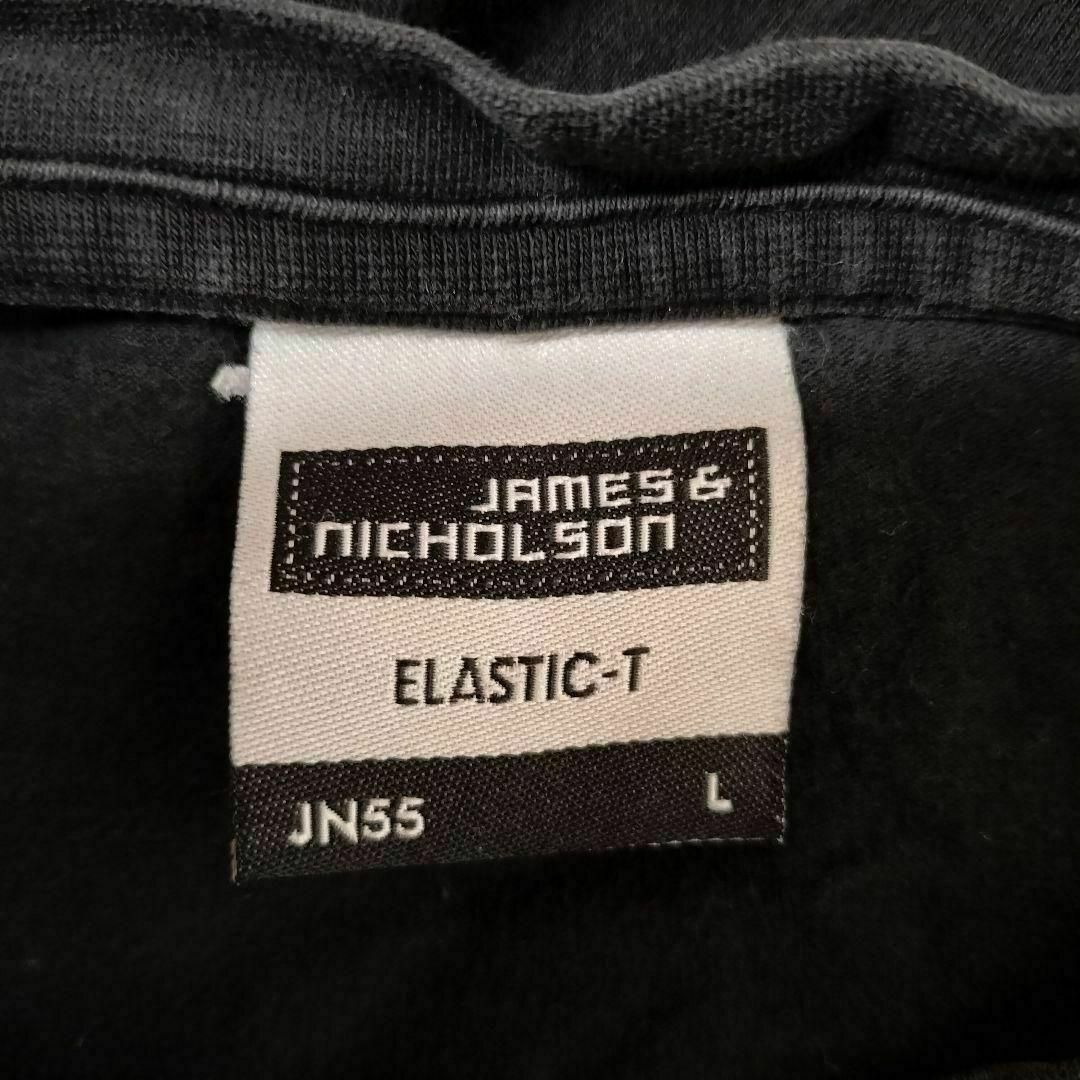 JAMES &
NICHOLSON
ELASTIC-T
JN55 L